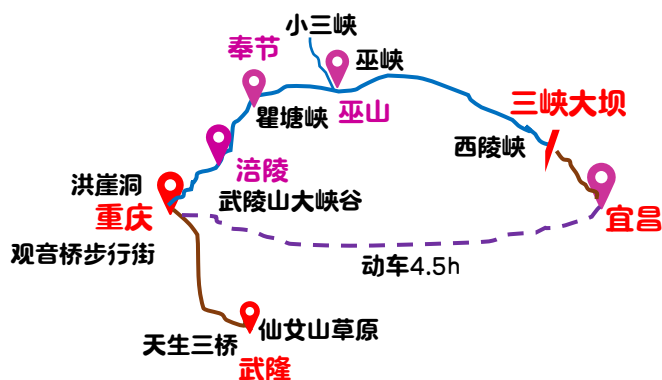 小三峡
奉节
巫峡
瞿塘峡
巫山
三峡大坝
西陵峡
涪陵
武陵山大峡谷
洪崖洞
重庆
宜昌
观音桥步行街
动车4.5h
仙女山草原
天生三桥
武隆